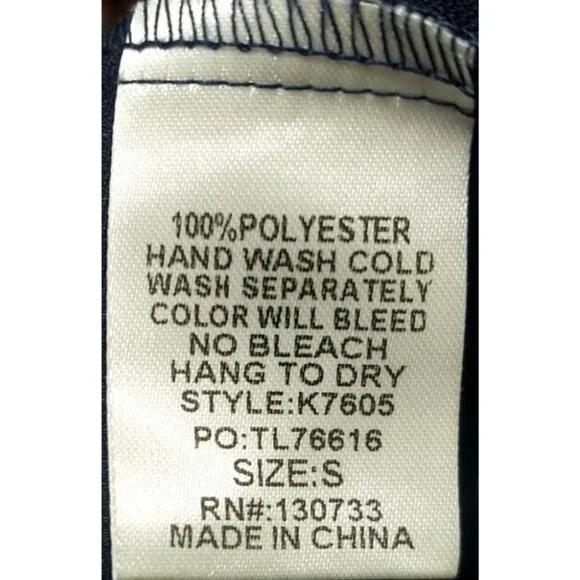 100%POLYESTER
HAND WASH COLD
WASH SEPARATELY
COLOR WILL BLEED
NO BLEACH
HANG TO DRY
STYLE:K7605
PO:TL76616
SIZE:S
RN#:130733
MADE IN CHINA